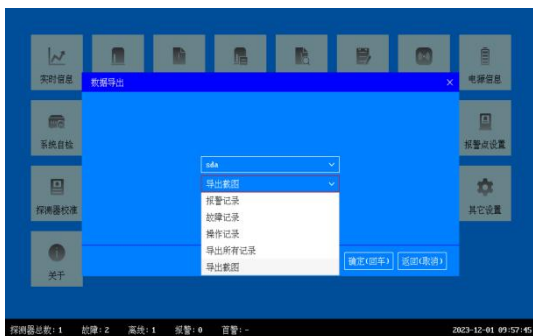 实时信息
电源信息
数据导出
×
系统自检
报警点设置
sda
导出截图
报警记录
故障记录
操作记录
导出所有记录
导出截图
探测器校准
其它设置
确定(回车)
返回(取消)
关于
探测器总数: 1 故障: 2 离线: 1 报警: 0 首警: - 2023-12-01 09:57:45